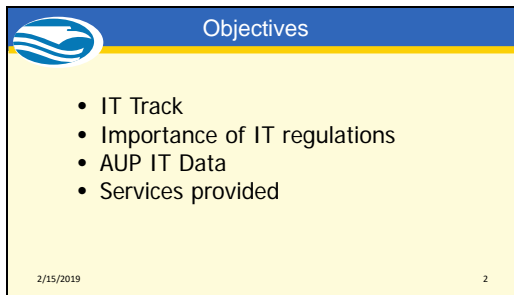 Objectives
• IT Track
• Importance of IT regulations
• AUP IT Data
• Services provided
2/15/2019 2